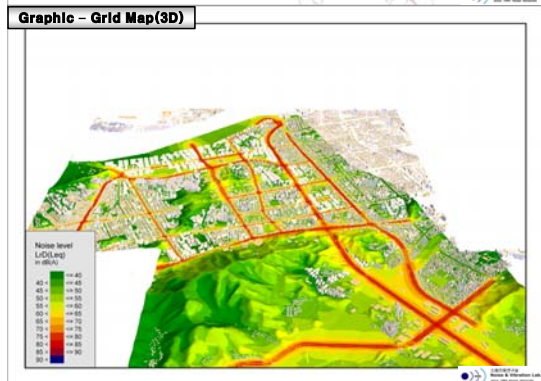 Graphic – Grid Map(3D)
Noise level
LrD(Leq)
in dB(A)
<= 40
40 < <= 45
45 < <= 50
50 < <= 55
55 < <= 60
60 < <= 65
65 < <= 70
70 < <= 75
75 < <= 80
80 < <= 85
85 < <= 90
90 <
Noise & Vibration Lab.